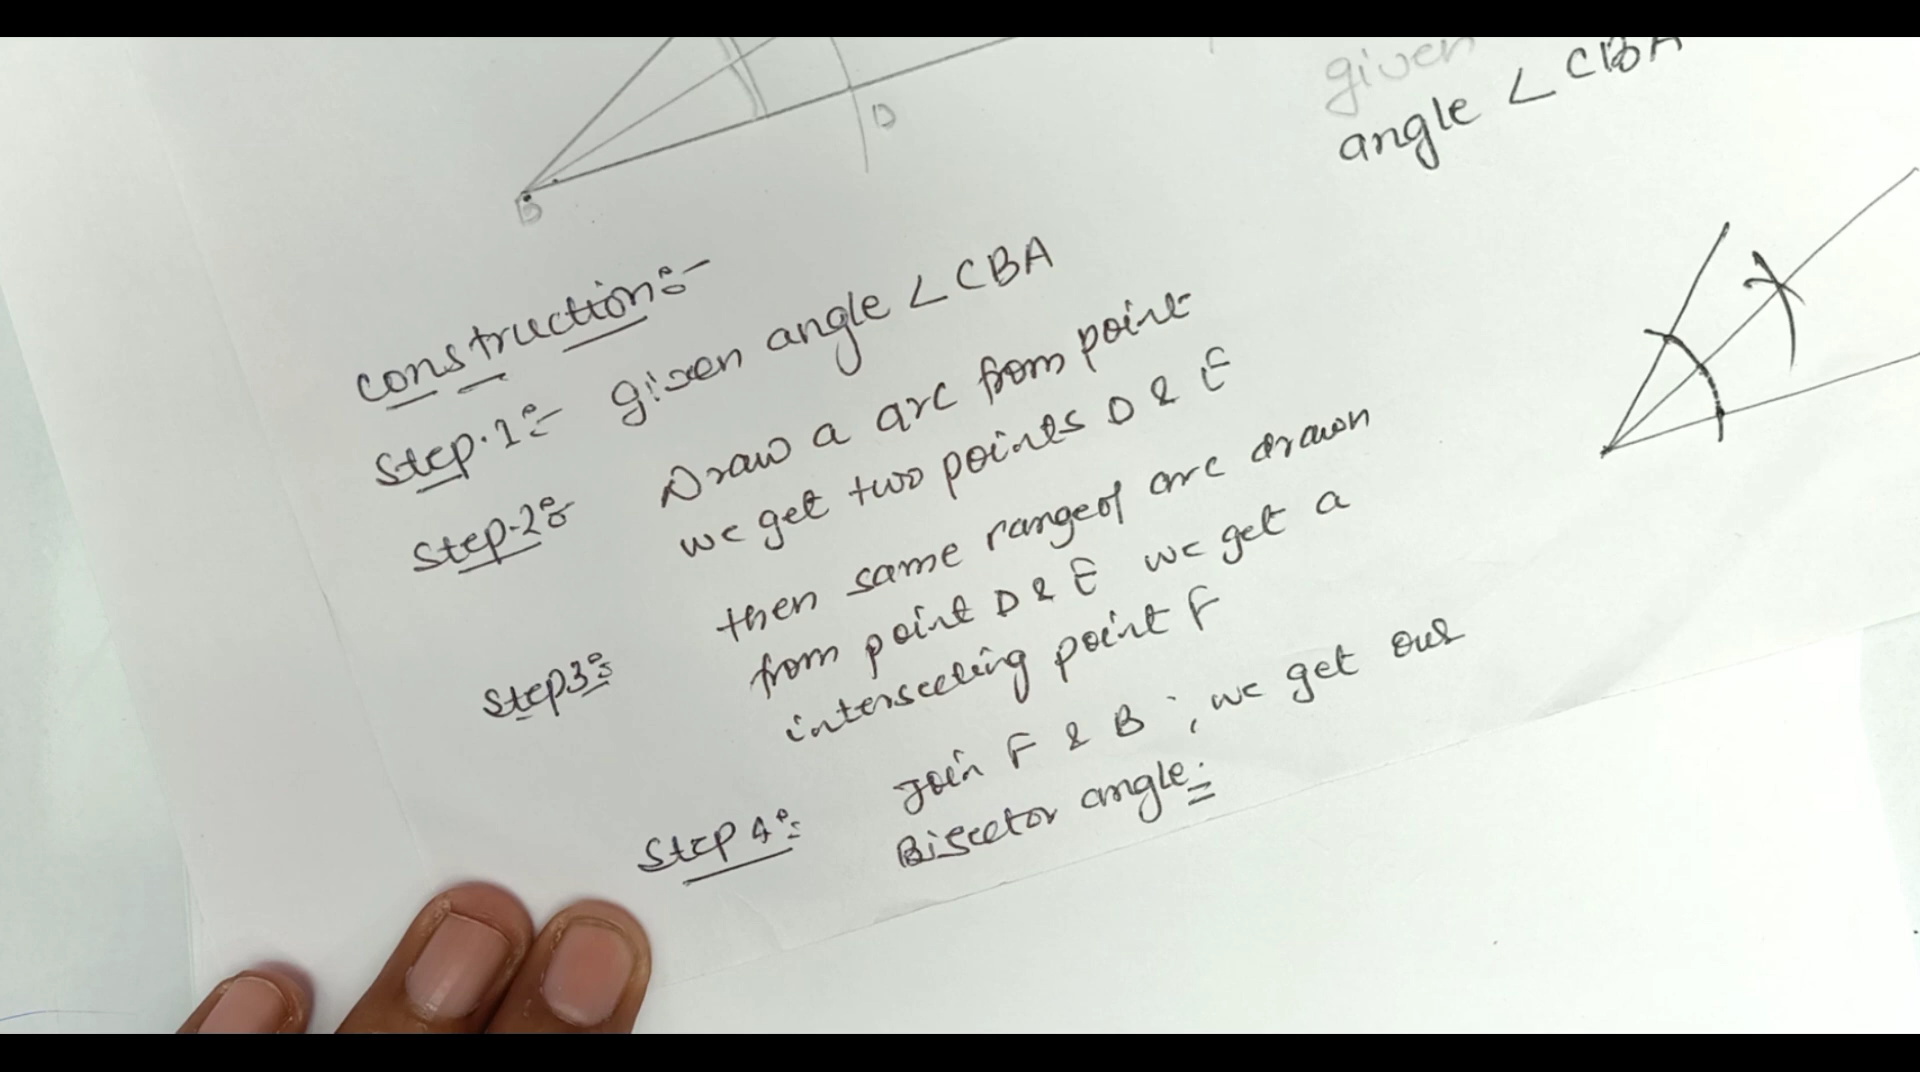 given
angle ∠CBA
D
B
construction:-
Step.1:- given angle ∠CBA
Step-2:- Draw a arc from point
we get two points D & E
Step3:- then same range of arc drawn
from point D & E we get a
intersecting point F
Step 4:- Join F & B ; we get our
Bisector angle.